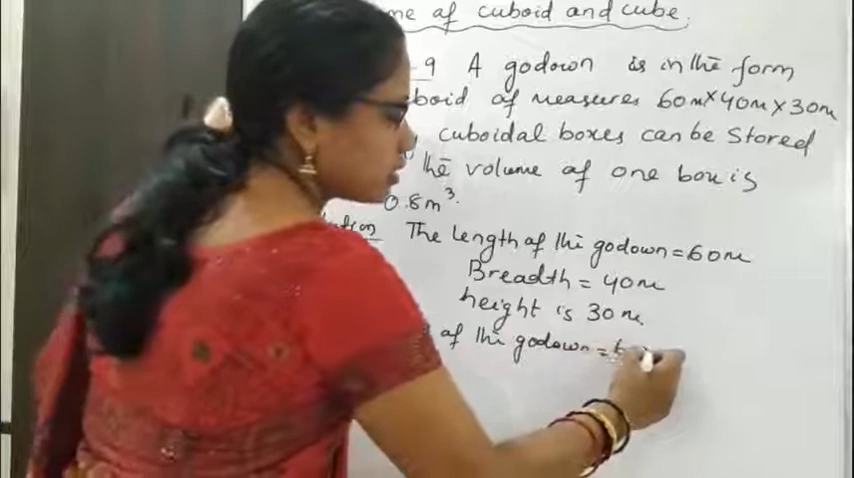 me of cuboid and cube.
9 A godown is in the form
boid of measures 60m×40m×30m
cuboidal boxes can be stored
the volume of one box is
0.8m³.
ution The length of the godown = 60m
Breadth = 40m
height is 30m.
of the godown =